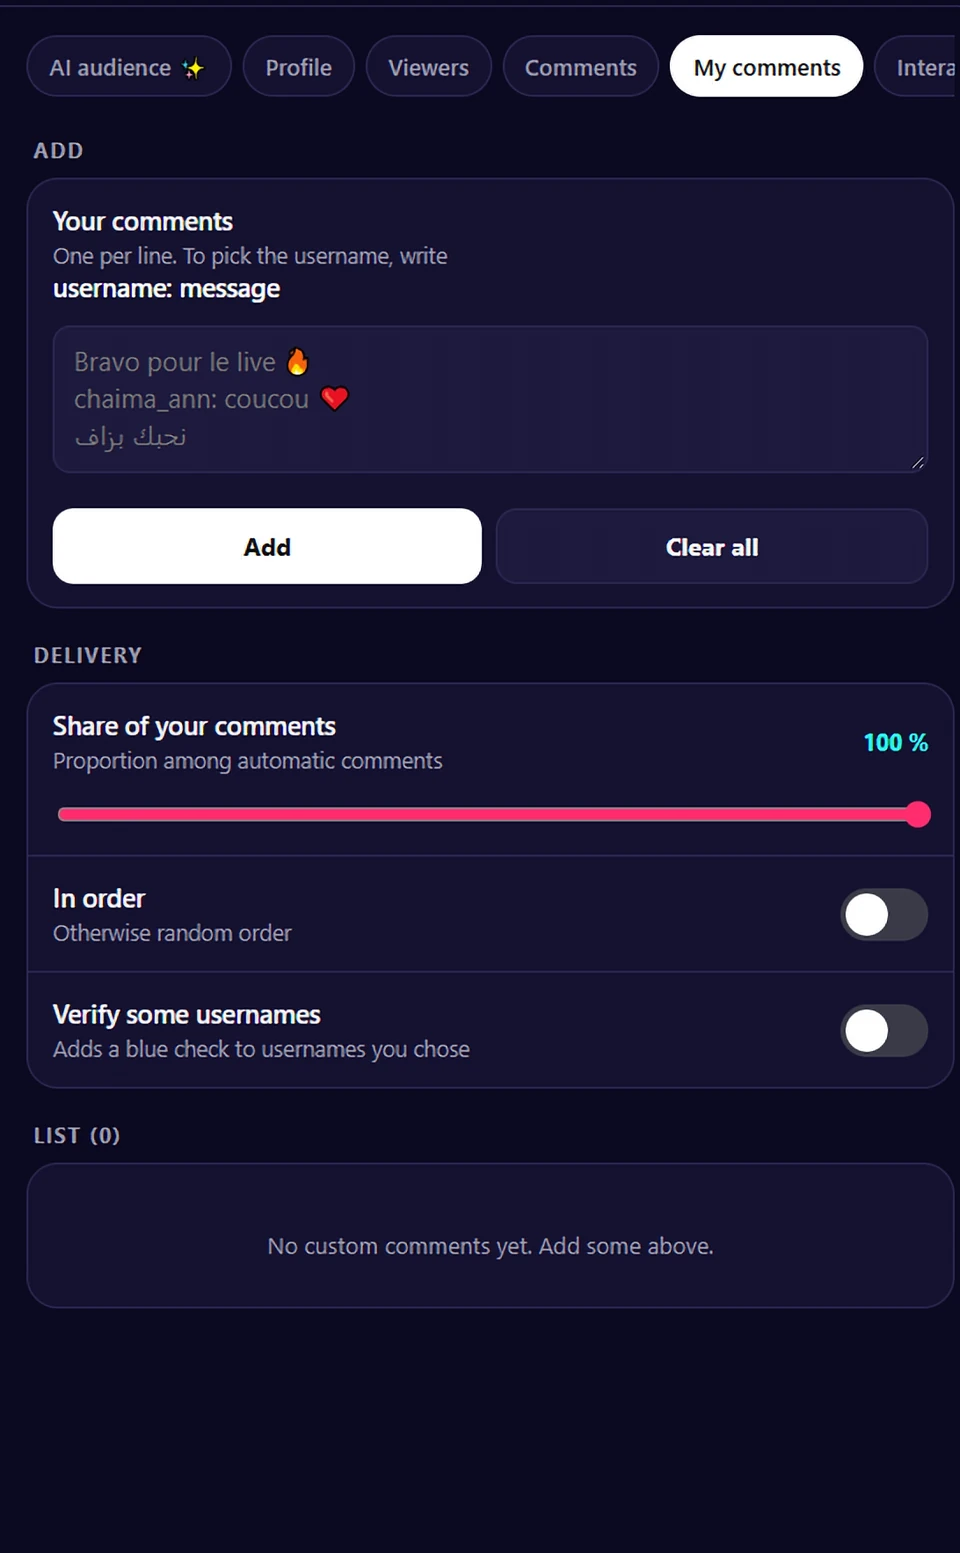 AI audience ✨
Profile
Viewers
Comments
My comments
Intera
ADD
Your comments
One per line. To pick the username, write
username: message
Bravo pour le live 🔥
chaima_ann: coucou ❤️
نحبك بزاف
Add
Clear all
DELIVERY
Share of your comments
100 %
Proportion among automatic comments
In order
Otherwise random order
Verify some usernames
Adds a blue check to usernames you chose
LIST (0)
No custom comments yet. Add some above.